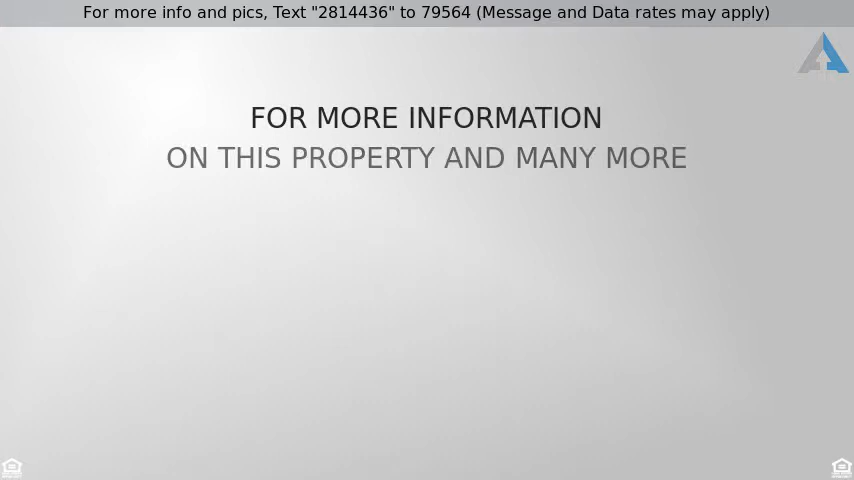 For more info and pics, Text "2814436" to 79564 (Message and Data rates may apply)
FOR MORE INFORMATION
ON THIS PROPERTY AND MANY MORE